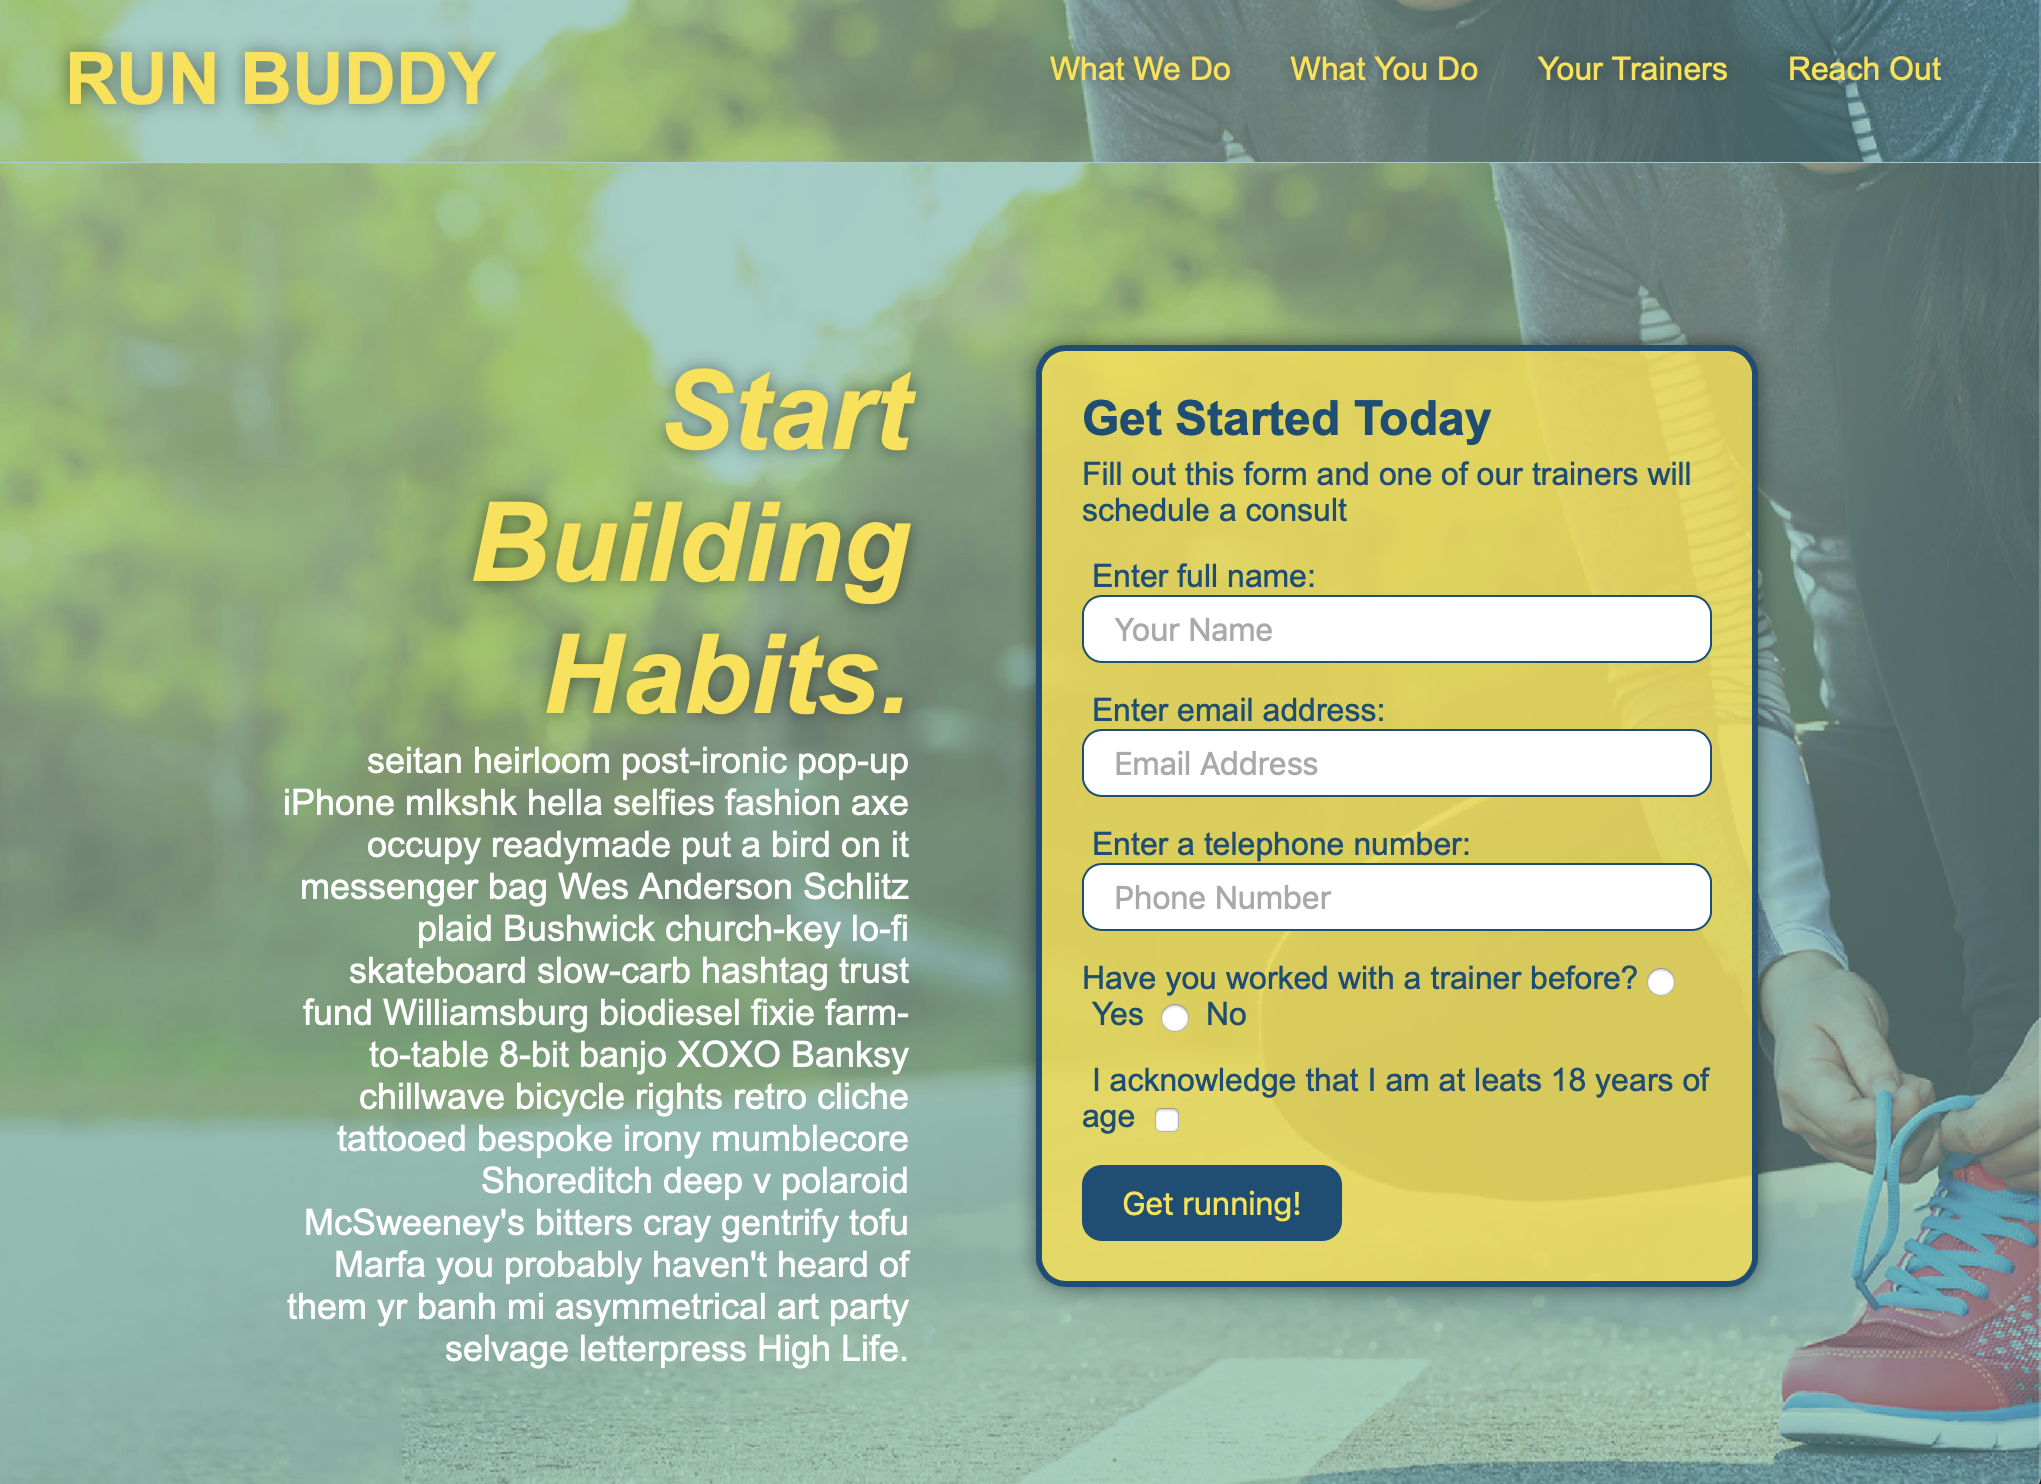 RUN BUDDY
What We Do
What You Do
Your Trainers
Reach Out
Start
Building
Habits.
seitan heirloom post-ironic pop-up
iPhone mlkshk hella selfies fashion axe
occupy readymade put a bird on it
messenger bag Wes Anderson Schlitz
plaid Bushwick church-key lo-fi
skateboard slow-carb hashtag trust
fund Williamsburg biodiesel fixie farm-
to-table 8-bit banjo XOXO Banksy
chillwave bicycle rights retro cliche
tattooed bespoke irony mumblecore
Shoreditch deep v polaroid
McSweeney's bitters cray gentrify tofu
Marfa you probably haven't heard of
them yr banh mi asymmetrical art party
selvage letterpress High Life.
Get Started Today
Fill out this form and one of our trainers will
schedule a consult
Enter full name:
Your Name
Enter email address:
Email Address
Enter a telephone number:
Phone Number
Have you worked with a trainer before?
Yes No
I acknowledge that I am at leats 18 years of
age
Get running!